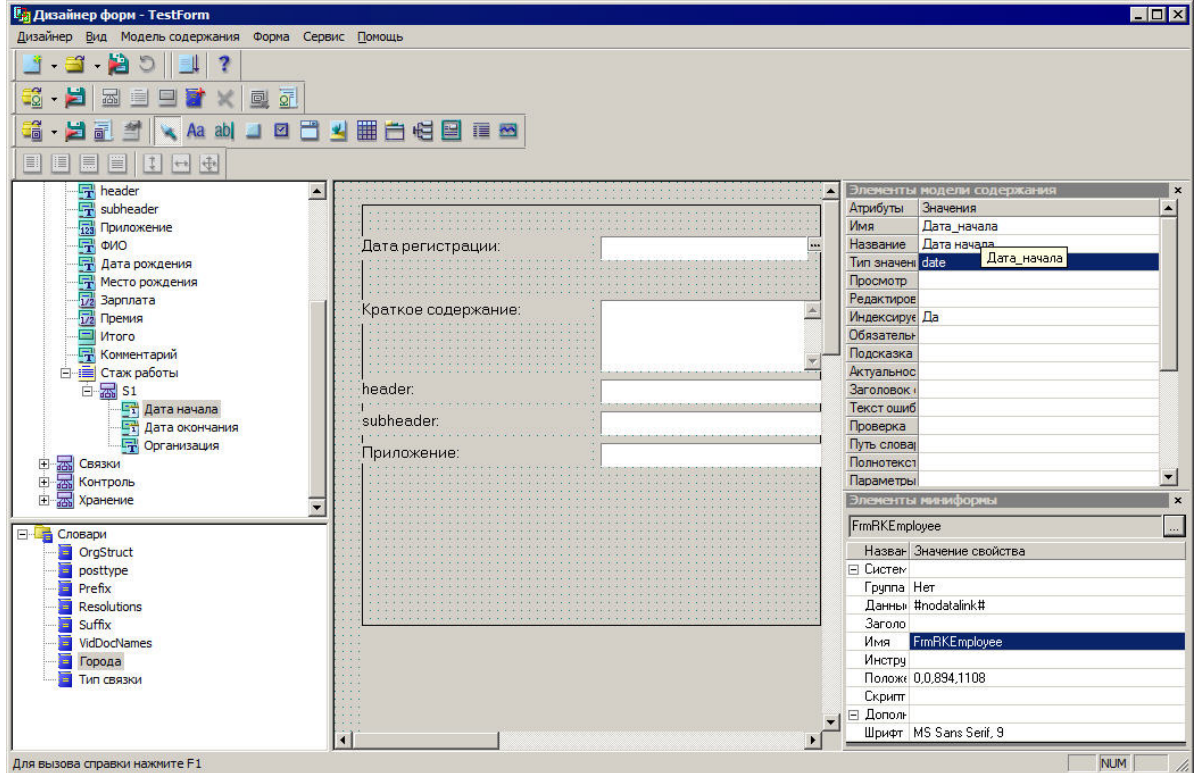 Дизайнер форм - TestForm
Дизайнер Вид Модель содержания Форма Сервис Помощь
Aa ab|
header
subheader
Приложение
ФИО
Дата рождения
Место рождения
Зарплата
Премия
Итого
Комментарий
Стаж работы
S1
Дата начала
Дата окончания
Организация
Связки
Контроль
Хранение
Словари
OrgStruct
posttype
Prefix
Resolutions
Suffix
VidDocNames
Города
Тип связки
Дата регистрации:
Краткое содержание:
header:
subheader:
Приложение:
Элементы модели содержания
Атрибуты Значения
Имя Дата_начала
Название Дата начала
Дата_начала
Тип значени date
Просмотр
Редактиров
Индексируе Да
Обязательн
Подсказка
Актуальнос
Заголовок
Текст ошиб
Проверка
Путь словар
Полнотекст
Параметры
Элементы миниформы
FrmRKEmployee ...
Назван Значение свойства
Систем
Группа Нет
Данны #nodatalink#
Заголо
Имя FrmRKEmployee
Инстру
Положе 0,0,894,1108
Скрипт
Дополн
Шрифт MS Sans Serif, 9
Для вызова справки нажмите F1
NUM